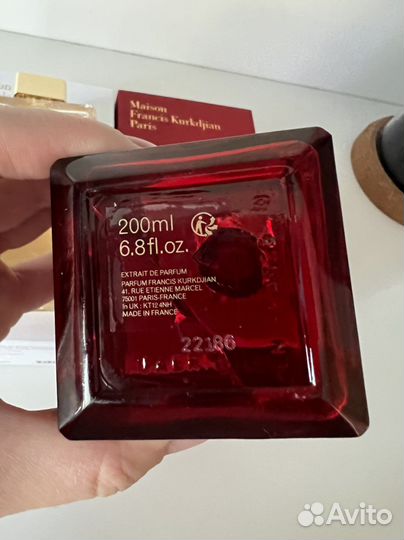 Maison
Francis Kurkdjian
Paris
200ml
6.8fl.oz.
EXTRAIT DE PARFUM
PARFUM FRANCIS KURKDJIAN
41, RUE ETIENNE MARCEL
75001 PARIS-FRANCE
In UK : KT12 4NH
MADE IN FRANCE
22186
Avito